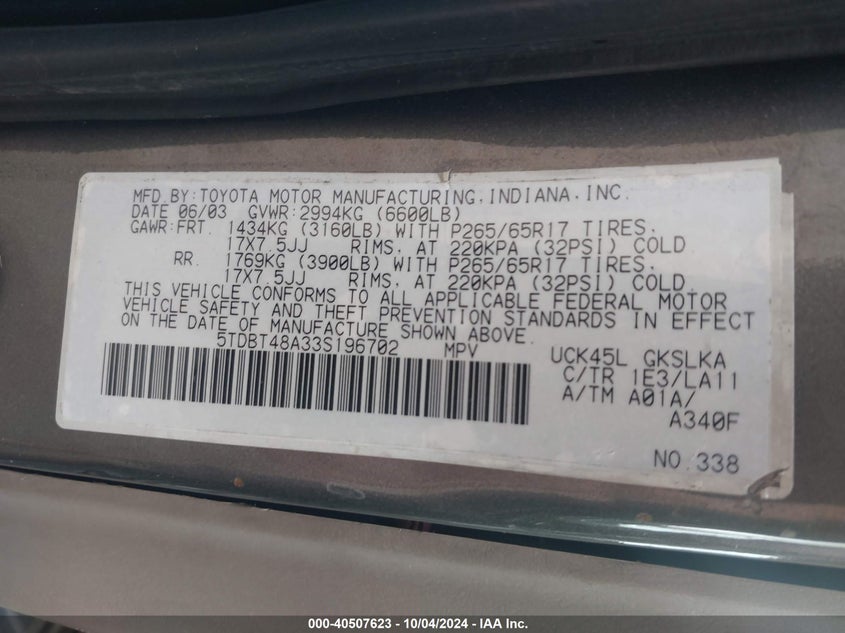 MFD.BY:TOYOTA MOTOR MANUFACTURING,INDIANA,INC.
DATE 06/03 GVWR:2994KG (6600LB)
GAWR:FRT. 1434KG (3160LB) WITH P265/65R17 TIRES,
17X7.5JJ RIMS, AT 220KPA (32PSI) COLD
RR. 1769KG (3900LB) WITH P265/65R17 TIRES,
17X7.5JJ RIMS, AT 220KPA (32PSI) COLD.
THIS VEHICLE CONFORMS TO ALL APPLICABLE FEDERAL MOTOR
VEHICLE SAFETY AND THEFT PREVENTION STANDARDS IN EFFECT
ON THE DATE OF MANUFACTURE SHOWN ABOVE.
5TDBT48A33S196702 MPV
UCK45L GKSLKA
C/TR 1E3/LA11
A/TM A01A/
A340F
NO.338
000-40507623 - 10/04/2024 - IAA Inc.